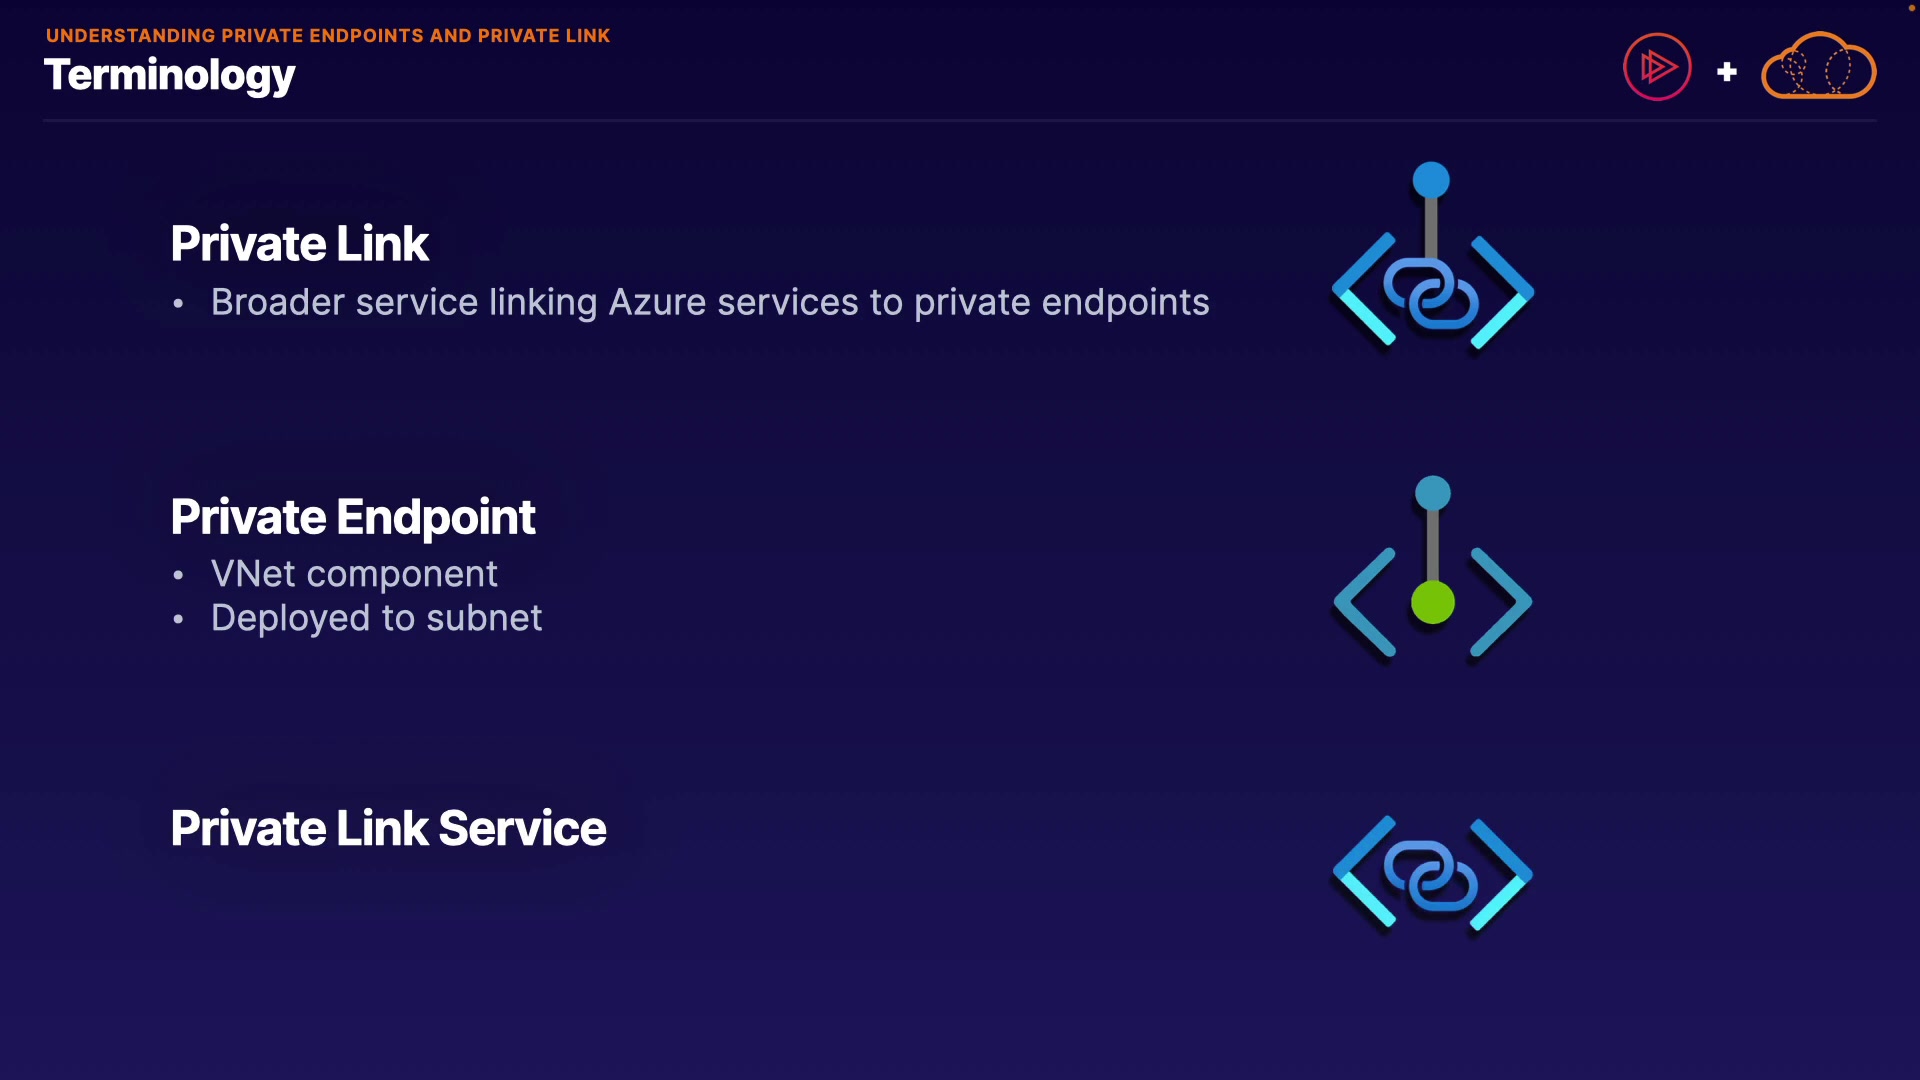 UNDERSTANDING PRIVATE ENDPOINTS AND PRIVATE LINK
Terminology
Private Link
• Broader service linking Azure services to private endpoints
Private Endpoint
• VNet component
• Deployed to subnet
Private Link Service